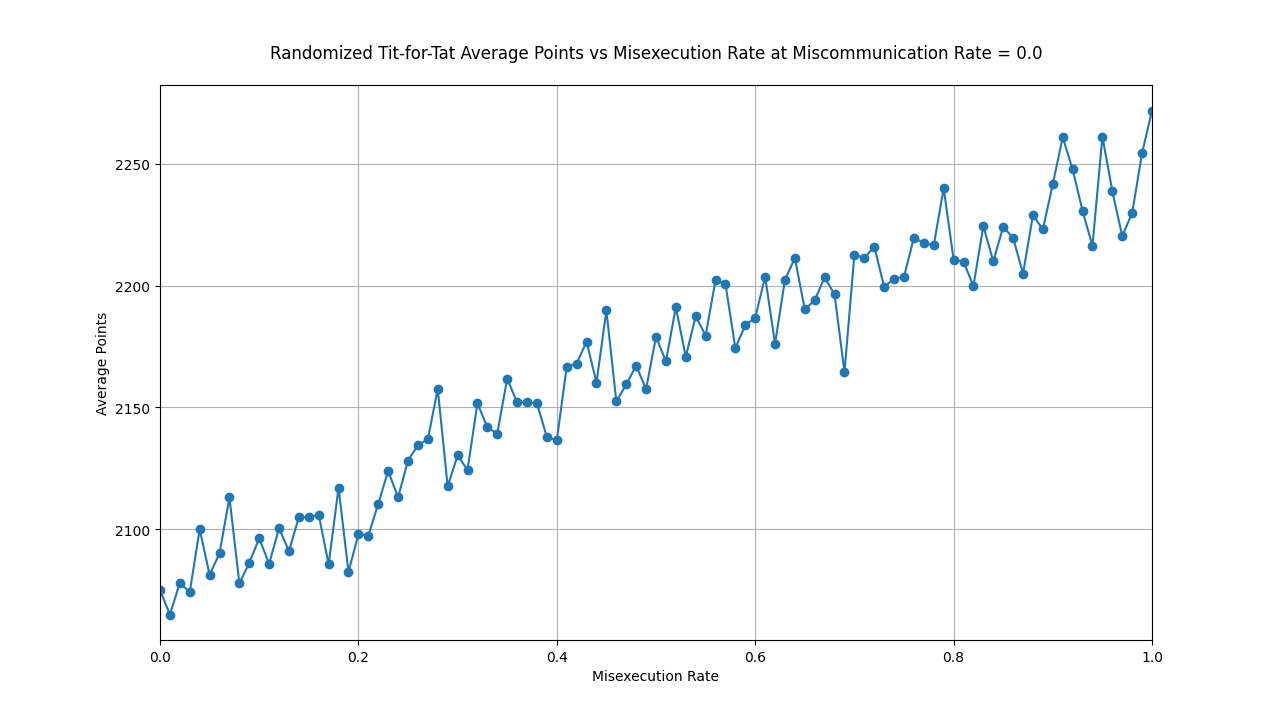 Randomized Tit-for-Tat Average Points vs Misexecution Rate at Miscommunication Rate = 0.0
2250
2200
2150
2100
Average Points
0.0 0.2 0.4 0.6 0.8 1.0
Misexecution Rate